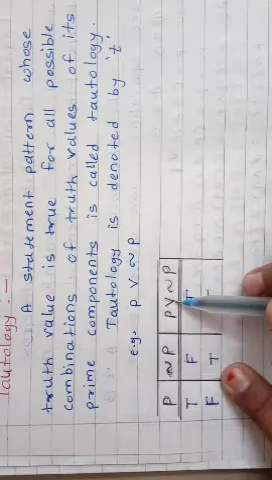 Tautology :-
A statement pattern whose
truth value is true for all possible
combinations of truth values of its
prime components is called tautology.
Tautology is denoted by 't'
e.g. p ∨ ~p
P ~P P∨~P
T F T
F T